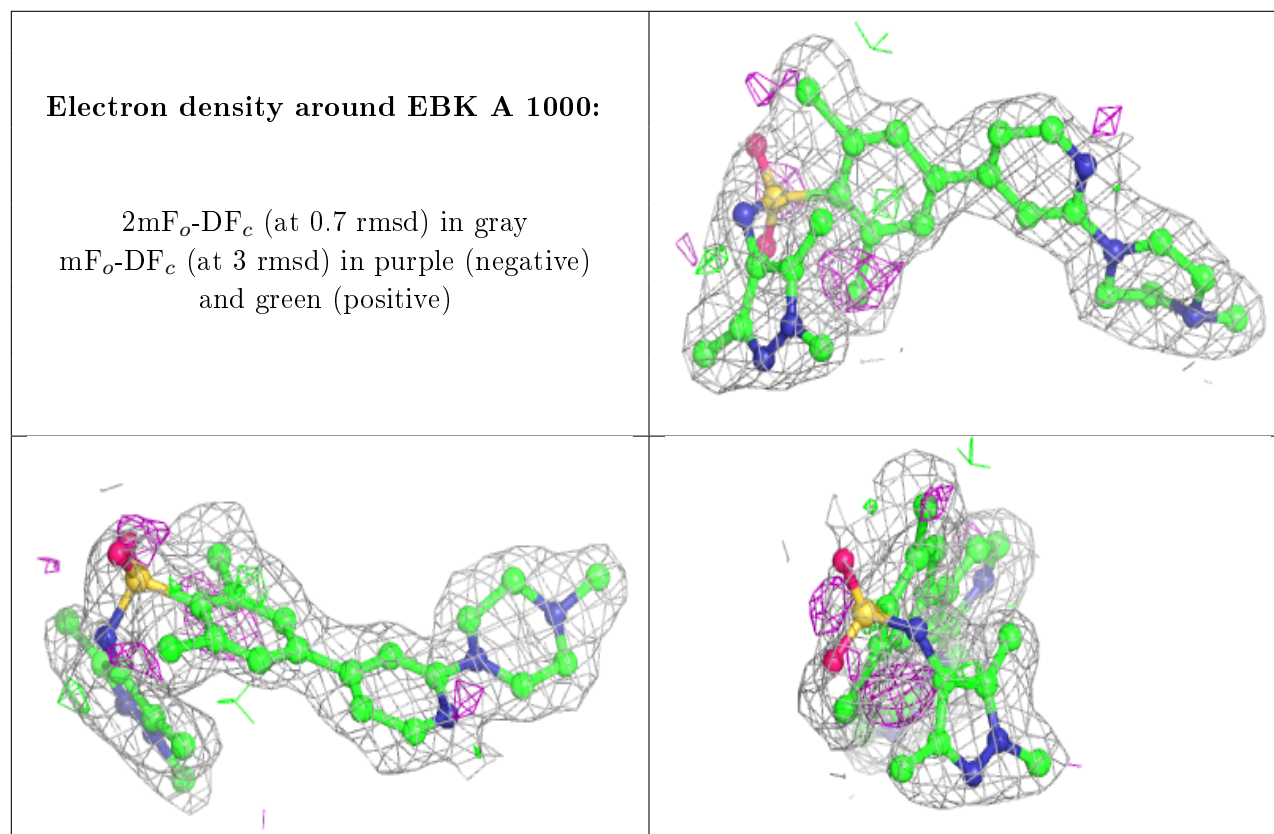 Electron density around EBK A 1000:
2mFo-DFc (at 0.7 rmsd) in gray
mFo-DFc (at 3 rmsd) in purple (negative)
and green (positive)